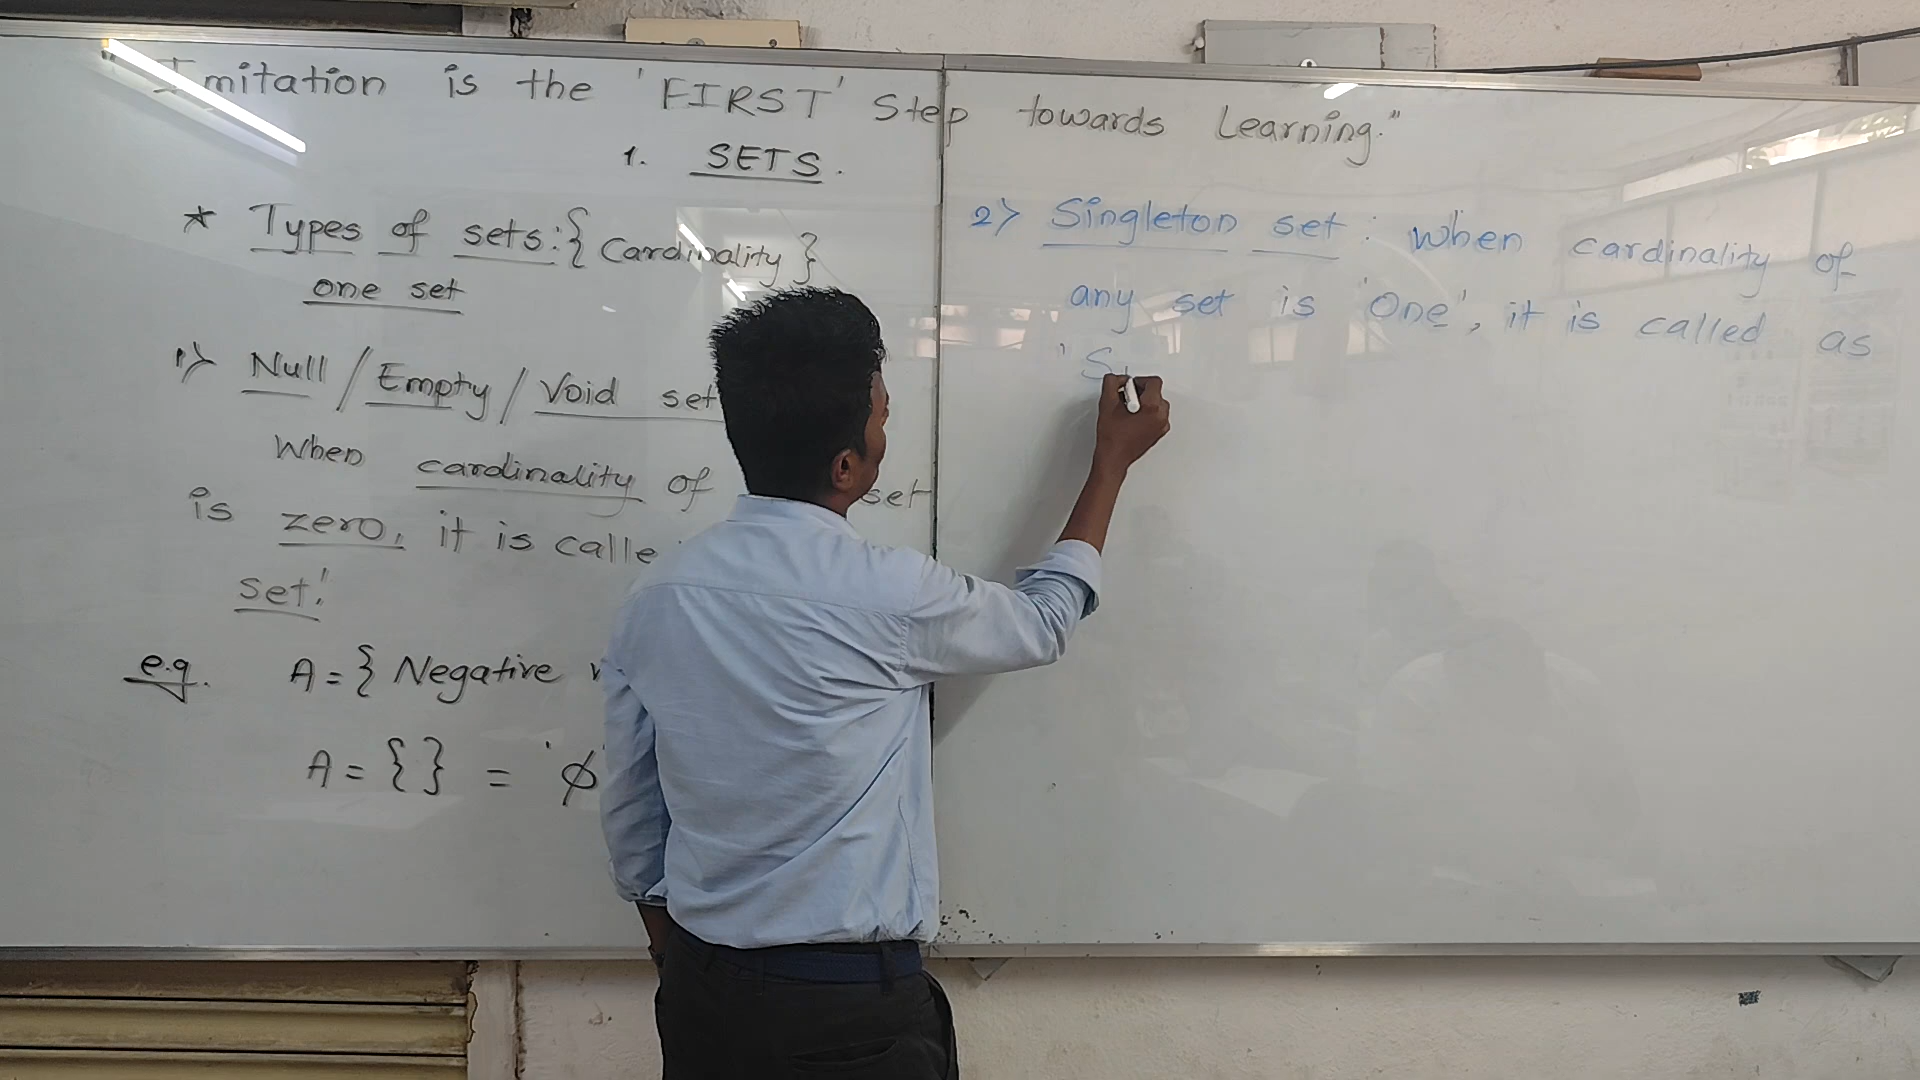 "Imitation is the 'FIRST' Step towards Learning."
1. SETS.
* Types of sets:{Cardinality}
one set
1> Null / Empty / Void set
When cardinality of set
is zero, it is calle
set!
e.g. A = { Negative
A = { } = 'ϕ'
2> Singleton set : When cardinality of
any set is 'One', it is called as
'S